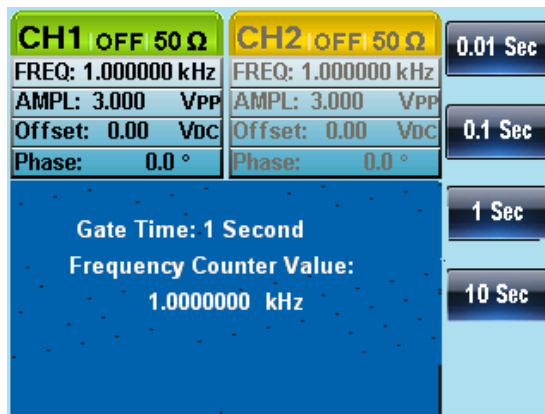 CH1 OFF 50 Ω
FREQ: 1.000000 kHz
AMPL: 3.000 VPP
Offset: 0.00 VDC
Phase: 0.0 °
CH2 OFF 50 Ω
FREQ: 1.000000 kHz
AMPL: 3.000 VPP
Offset: 0.00 VDC
Phase: 0.0 °
Gate Time: 1 Second
Frequency Counter Value:
1.0000000 kHz
0.01 Sec
0.1 Sec
1 Sec
10 Sec